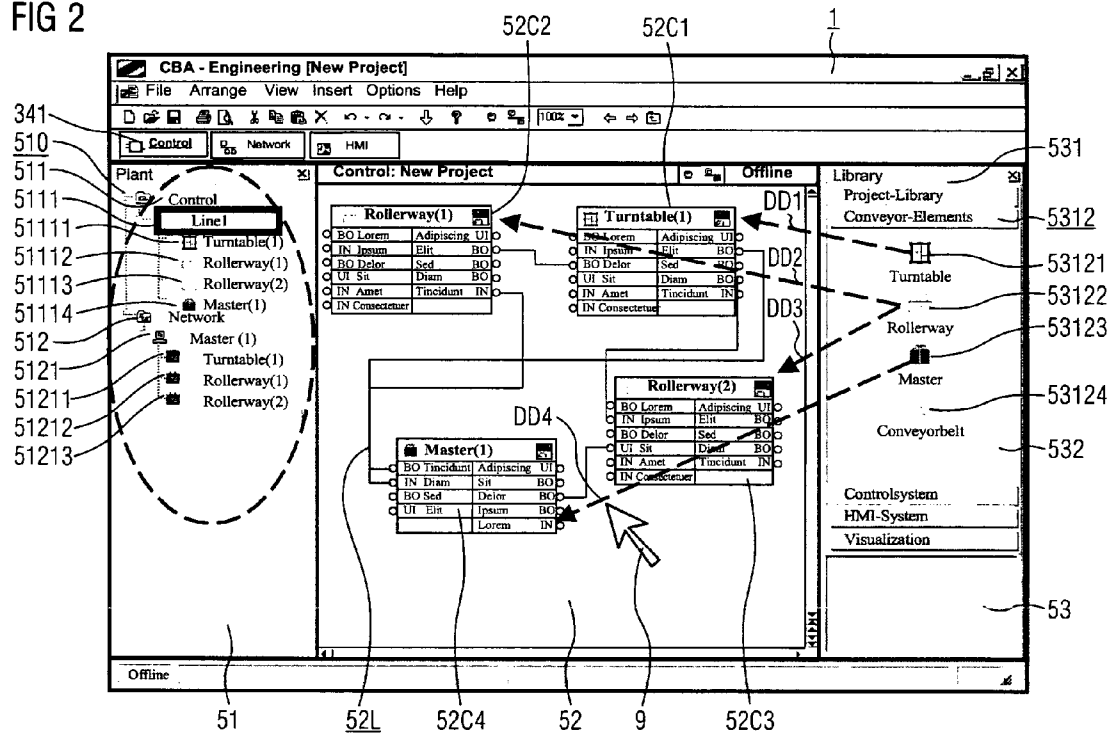 FIG 2
52C2
52C1
1
CBA - Engineering [New Project]
File Arrange View Insert Options Help
100%
341
Control
Network
HMI
510
511
5111
51111
51112
51113
51114
512
5121
51211
51212
51213
Plant
Control
Line1
Turntable(1)
Rollerway(1)
Rollerway(2)
Master(1)
Network
Master (1)
Turntable(1)
Rollerway(1)
Rollerway(2)
Control: New Project
Offline
Rollerway(1)
BO Lorem Adipiscing UI
IN Ipsum Elit BO
BO Delor Sed BO
UI Sit Diam BO
IN Amet Tincidunt IN
IN Consectetuer
Turntable(1)
BO Lorem Adipiscing UI
IN Ipsum Elit BO
BO Delor Sed BO
UI Sit Diam BO
IN Amet Tincidunt IN
IN Consectetuer
DD1
DD2
DD3
DD4
Rollerway(2)
BO Lorem Adipiscing UI
IN Ipsum Elit BO
BO Delor Sed BO
UI Sit Diam BO
IN Amet Tincidunt IN
IN Consectetuer
Master(1)
BO Tincidunt Adipiscing UI
IN Diam Sit BO
BO Sed Delor BO
UI Elit Ipsum BO
Lorem IN
Library
Project-Library
Conveyor-Elements
Turntable
Rollerway
Master
Conveyorbelt
Controlsystem
HMI-System
Visualization
531
5312
53121
53122
53123
53124
532
53
Offline
51
52L
52C4
52
9
52C3